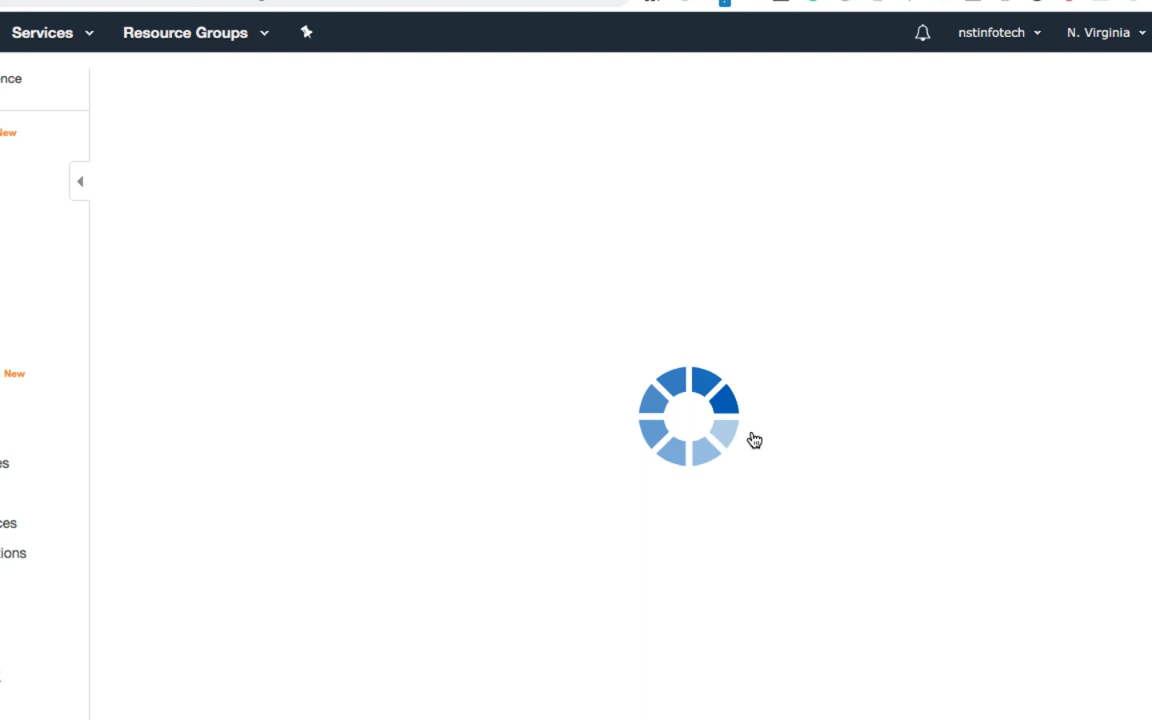 Services Resource Groups nstinfotech N. Virginia
nce
New
New
es
ces
ions